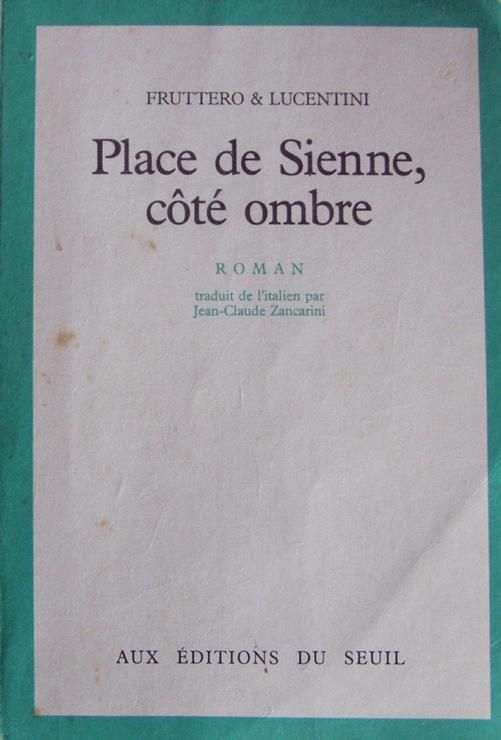 FRUTTERO & LUCENTINI
Place de Sienne,
côté ombre
ROMAN
traduit de l'italien par
Jean-Claude Zancarini
AUX ÉDITIONS DU SEUIL